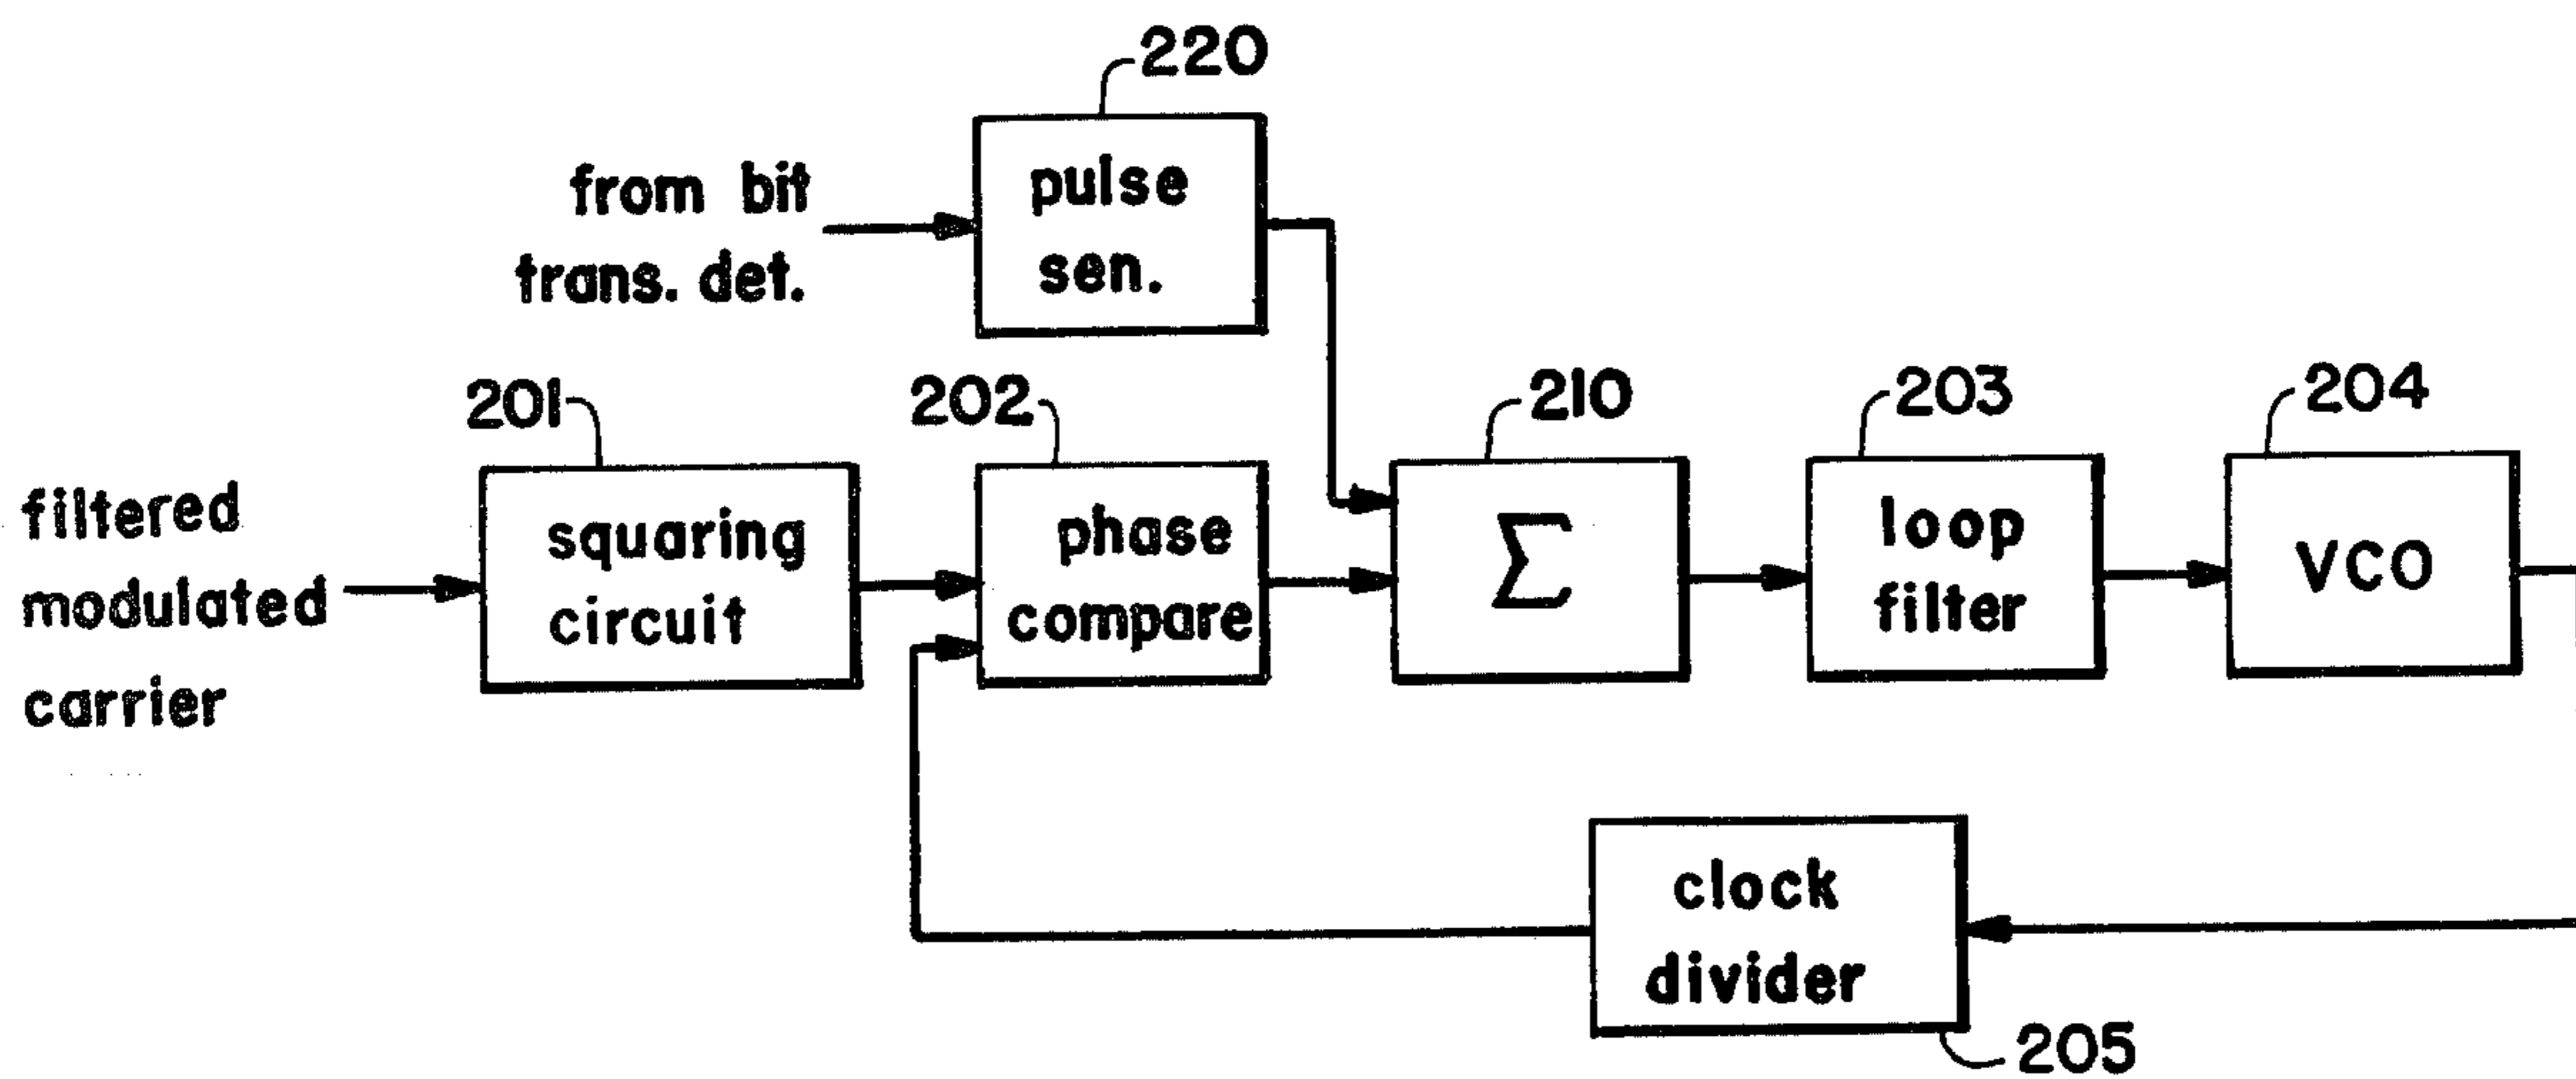 220
from bit
trans. det.
pulse
sen.
201
202
210
203
204
filtered
modulated
carrier
squaring
circuit
phase
compare
Σ
loop
filter
VCO
clock
divider
205